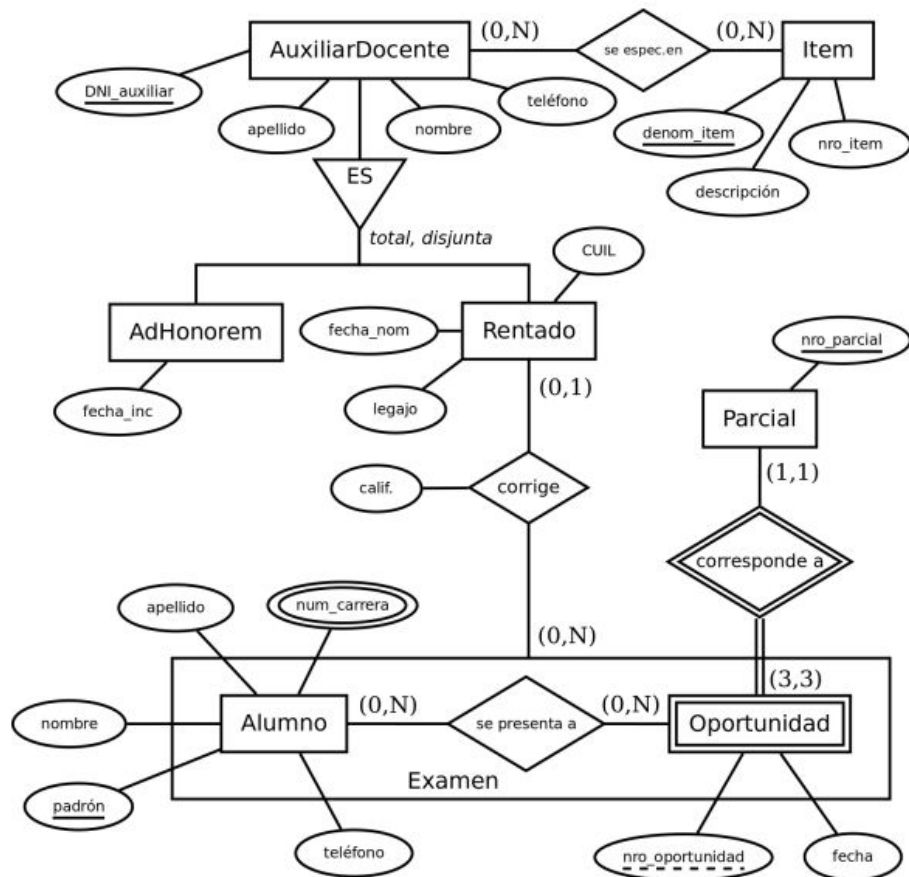 AuxiliarDocente
(0,N)
se espec.en
(0,N)
Item
DNI_auxiliar
apellido
nombre
teléfono
denom_item
nro_item
descripción
ES
total, disjunta
CUIL
AdHonorem
fecha_nom
Rentado
nro_parcial
fecha_inc
legajo
(0,1)
Parcial
(1,1)
calif.
corrige
corresponde a
apellido
num_carrera
(0,N)
(3,3)
nombre
Alumno
(0,N)
se presenta a
(0,N)
Oportunidad
Examen
padrón
teléfono
nro_oportunidad
fecha